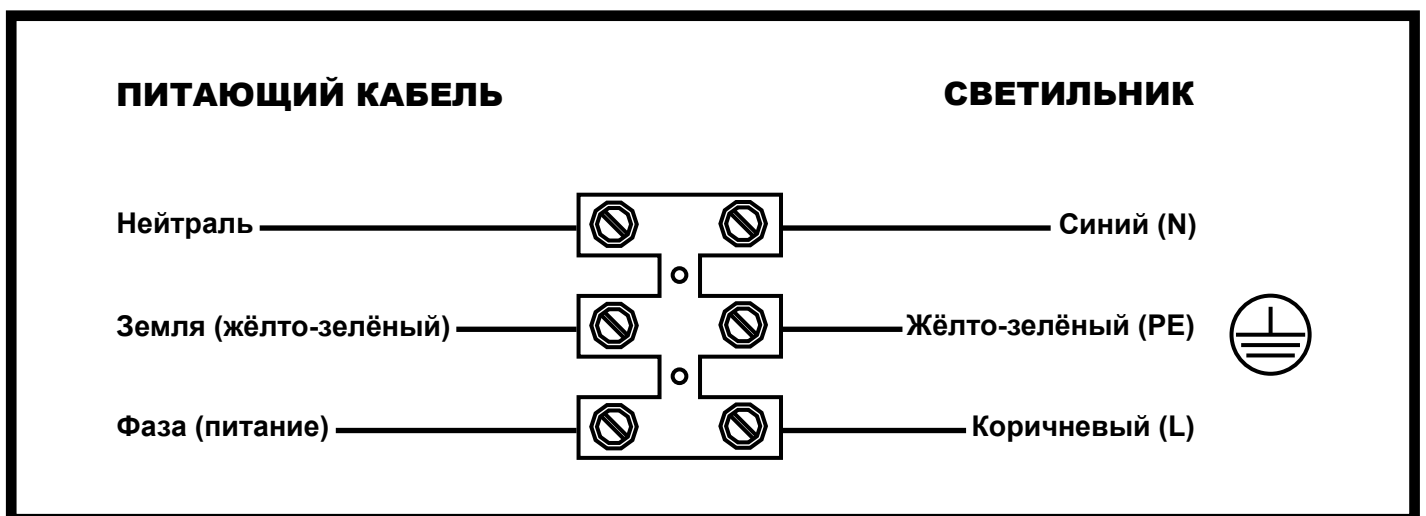 ПИТАЮЩИЙ КАБЕЛЬ СВЕТИЛЬНИК
Нейтраль Синий (N)
Земля (жёлто-зелёный) Жёлто-зелёный (PE)
Фаза (питание) Коричневый (L)